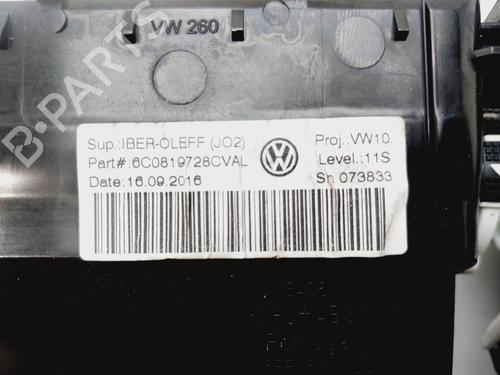 VW 260
Sup.:IBER-OLEFF (JO2)
Part#:6C0819728CVAL
Date:16.09.2016
Proj.:VW10.
Level.:11S
Sn 073833
B-Parts